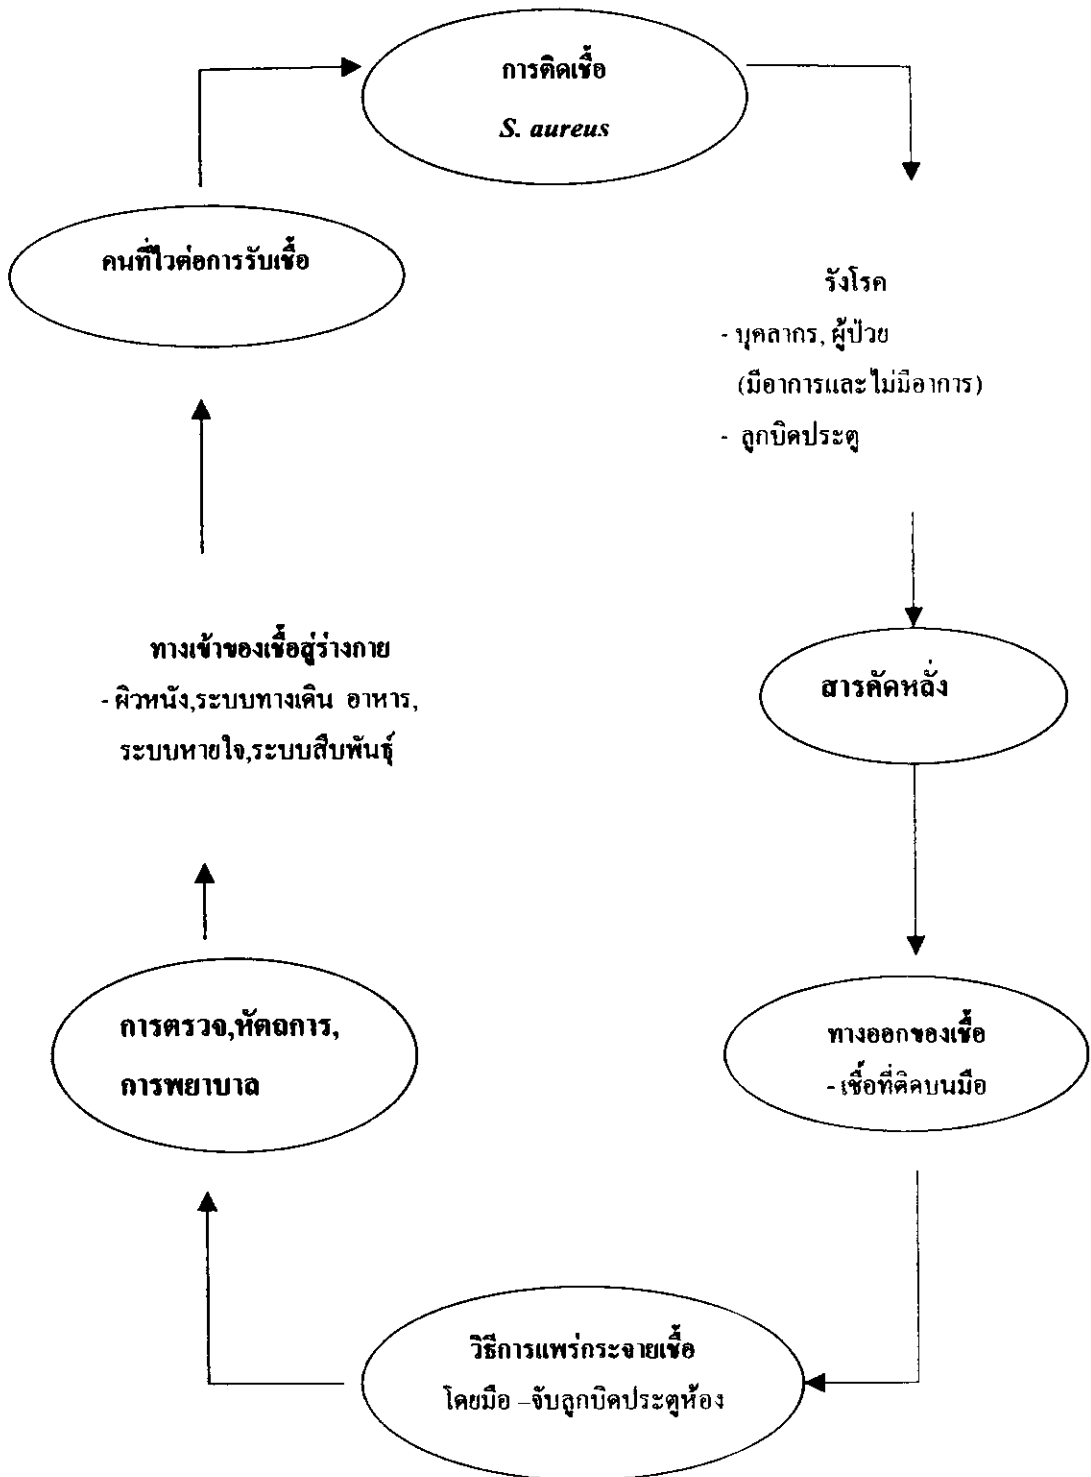 การติดเชื้อ
S. aureus
คนที่ไวต่อการรับเชื้อ
รังโรค
- บุคลากร, ผู้ป่วย
(มีอาการและไม่มีอาการ)
- ลูกบิดประตู
ทางเข้าของเชื้อสู่ร่างกาย
- ผิวหนัง,ระบบทางเดิน อาหาร,
ระบบหายใจ,ระบบสืบพันธุ์
สารคัดหลั่ง
การตรวจ,หัตถการ,
การพยาบาล
ทางออกของเชื้อ
- เชื้อที่ติดบนมือ
วิธีการแพร่กระจายเชื้อ
โดยมือ –จับลูกบิดประตูห้อง